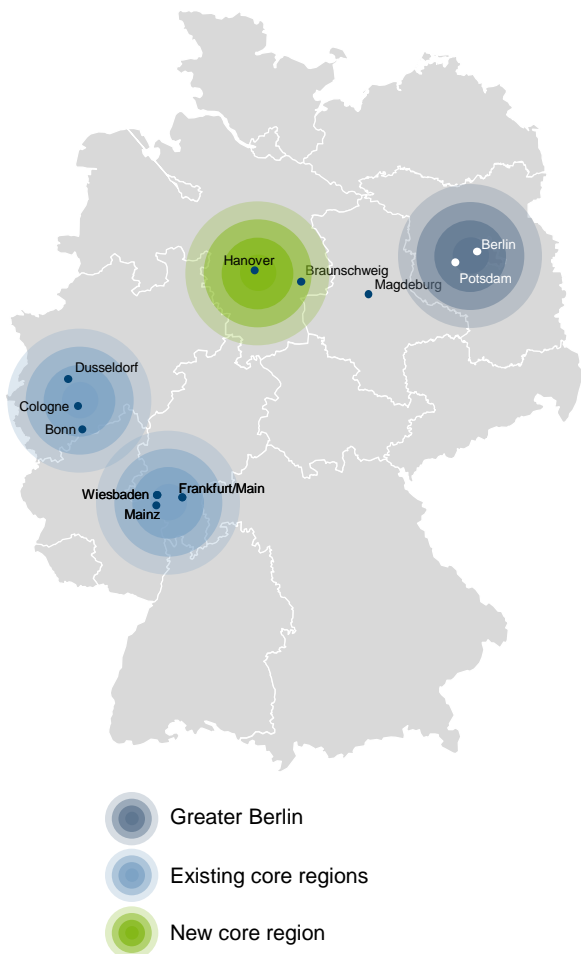 Berlin
Hanover
Braunschweig
Potsdam
Magdeburg
Dusseldorf
Cologne
Bonn
Wiesbaden
Frankfurt/Main
Mainz
Greater Berlin
Existing core regions
New core region